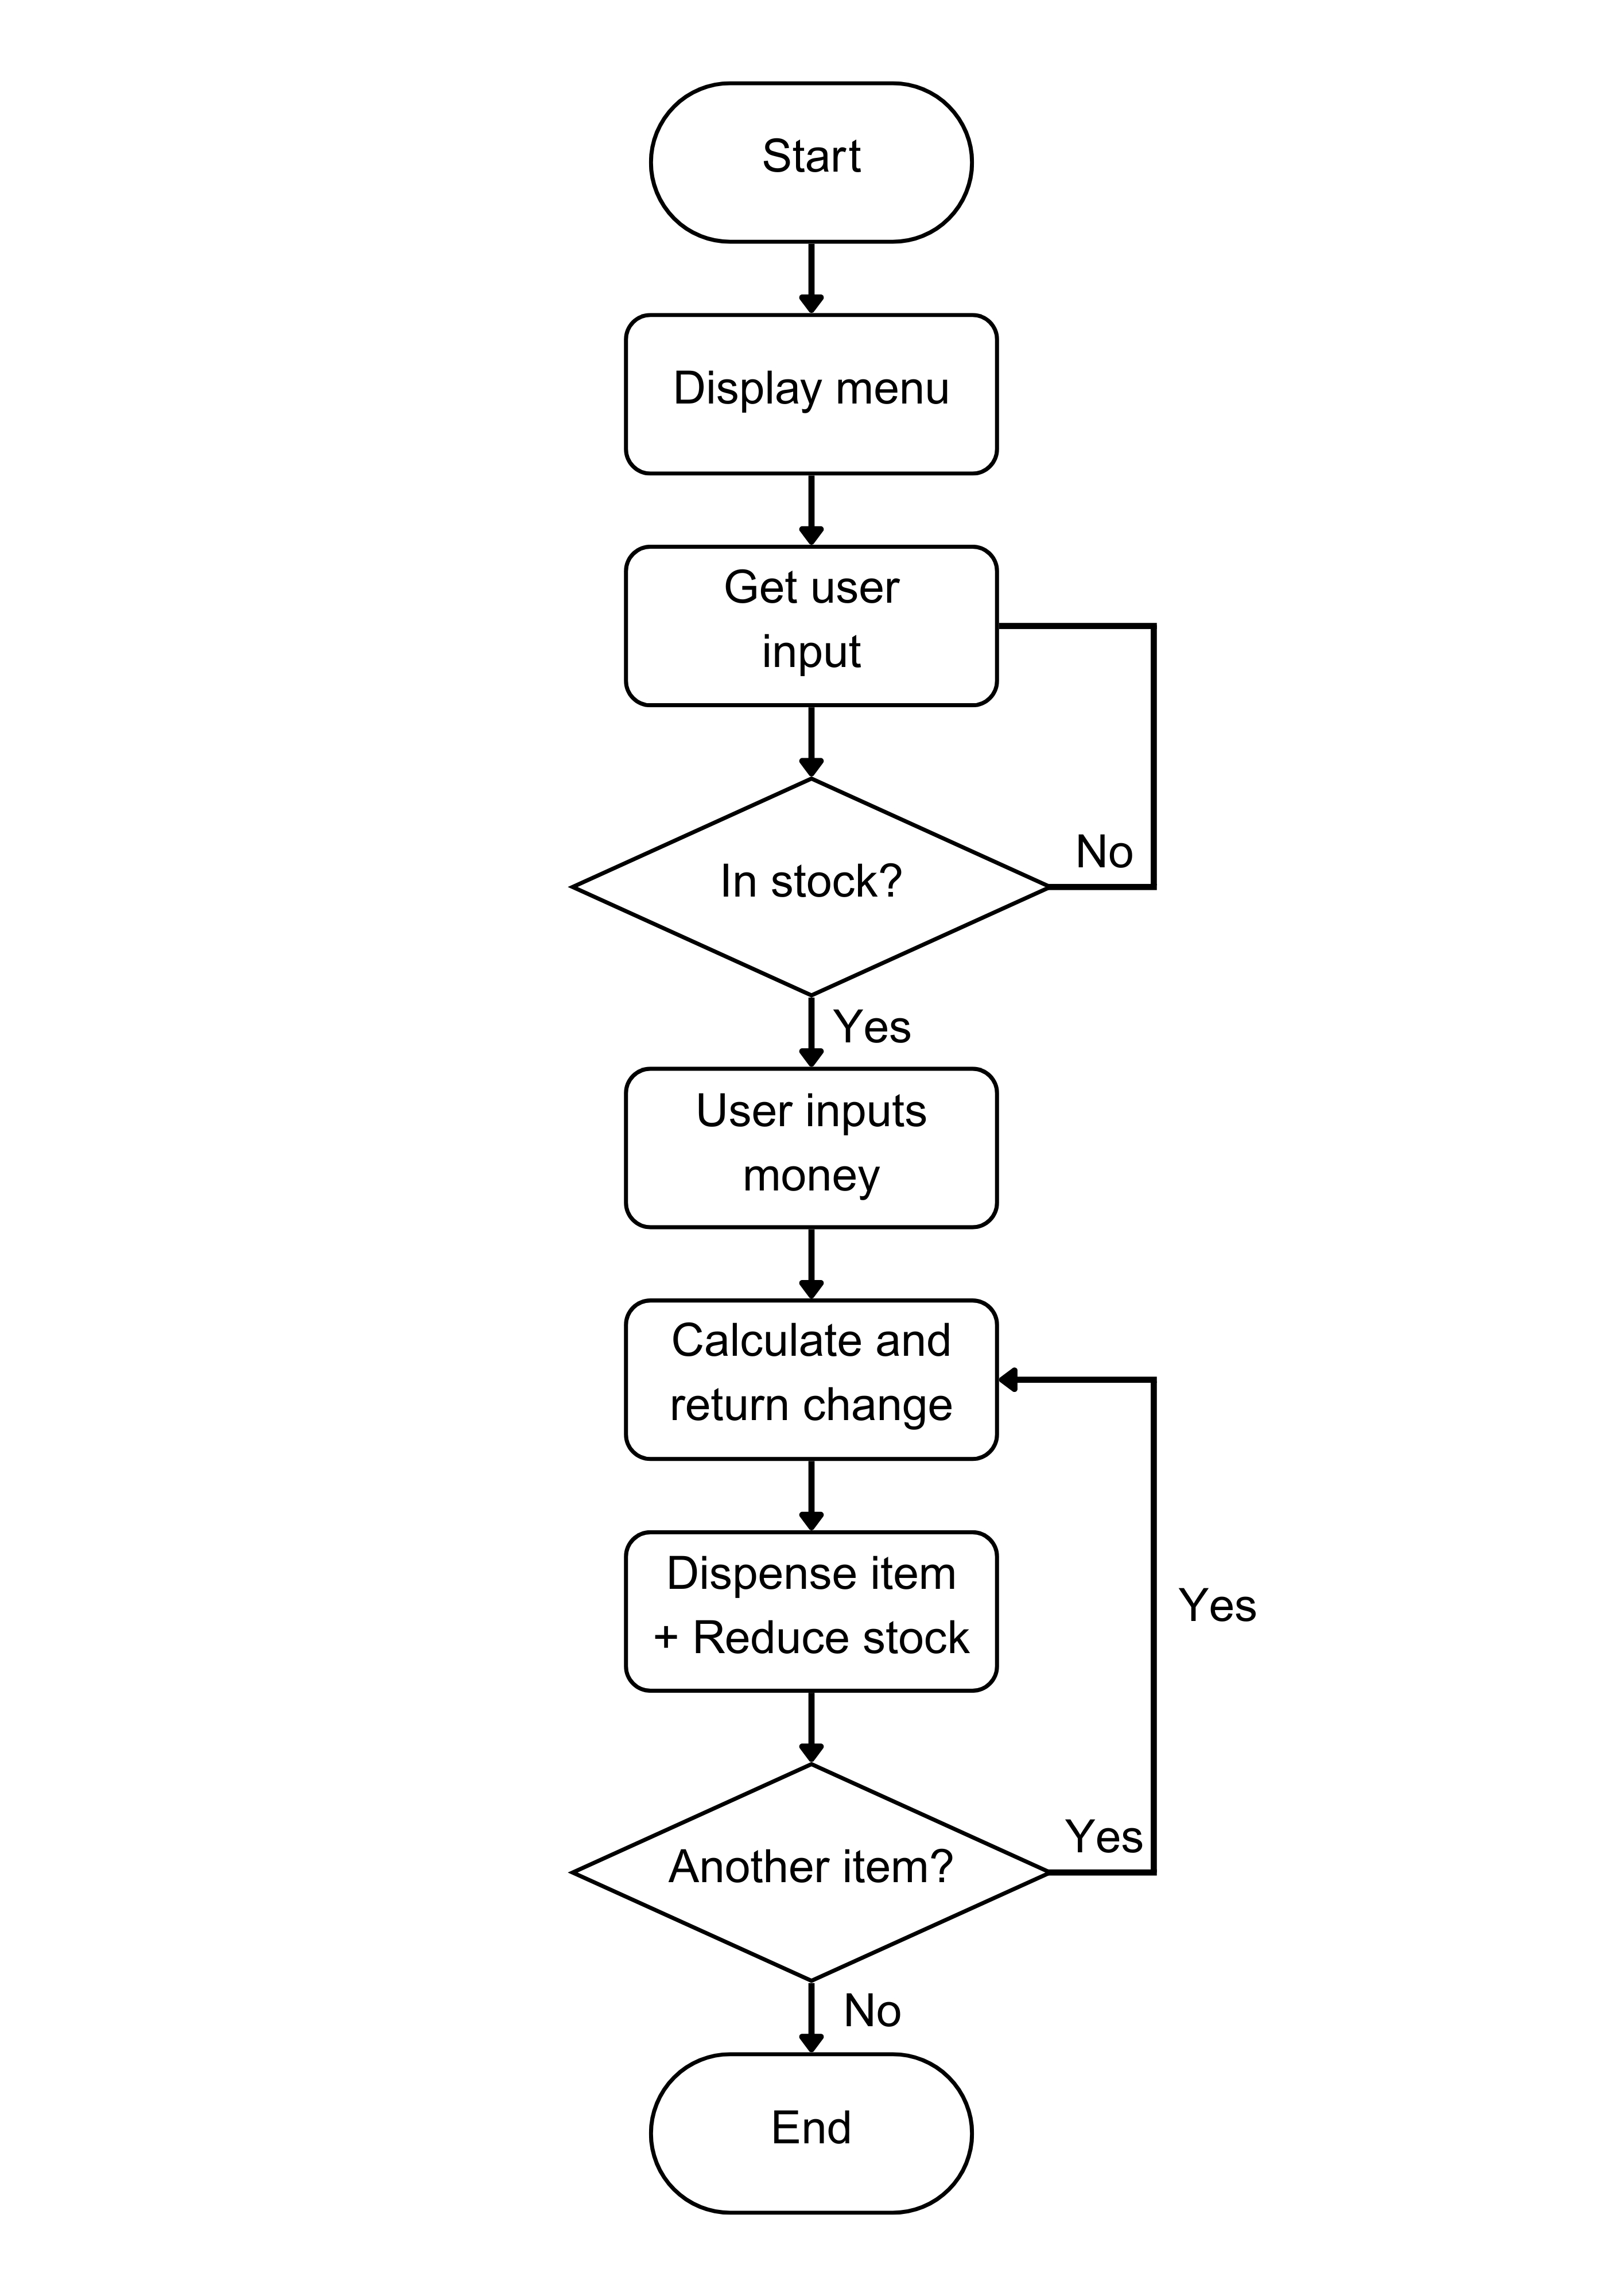 Start
Display menu
Get user
input
In stock?
No
Yes
User inputs
money
Calculate and
return change
Dispense item
+ Reduce stock
Yes
Another item?
Yes
No
End